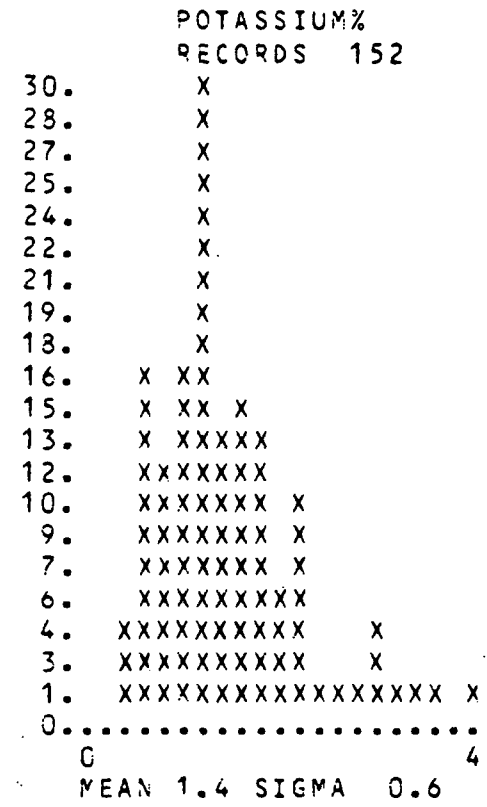 POTASSIUM%
RECORDS 152
30. X
28. X
27. X
25. X
24. X
22. X
21. X
19. X
18. X
16. X XX
15. X XX X
13. X XXXXX
12. XXXXXXX
10. XXXXXXX X
9. XXXXXXX X
7. XXXXXXX X
6. XXXXXXXXX
4. XXXXXXXXXX X
3. XXXXXXXXXX X
1. XXXXXXXXXXXXXXXXX X
0......................
0 4
MEAN 1.4 SIGMA 0.6